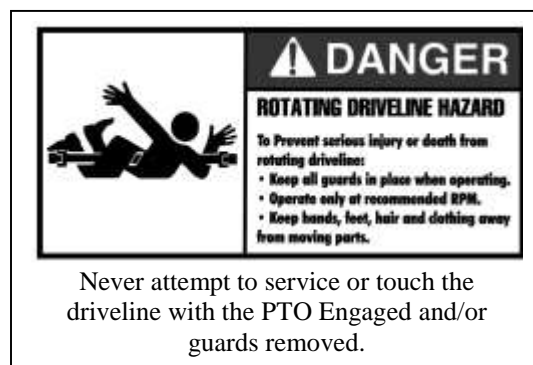 DANGER
ROTATING DRIVELINE HAZARD
To Prevent serious injury or death from
rotating driveline:
• Keep all guards in place when operating.
• Operate only at recommended RPM.
• Keep hands, feet, hair and clothing away
from moving parts.
Never attempt to service or touch the
driveline with the PTO Engaged and/or
guards removed.